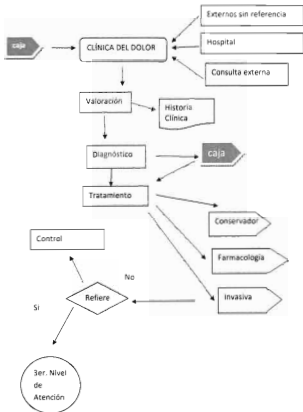 Externos sin referencia
caja
CLÍNICA DEL DOLOR
Hospital
Consulta externa
Valoración
Historia
Clínica
Diagnóstico
caja
Tratamiento
Conservador
Control
Farmacología
No
Refiere
Invasiva
Si
3er. Nivel
de
Atención